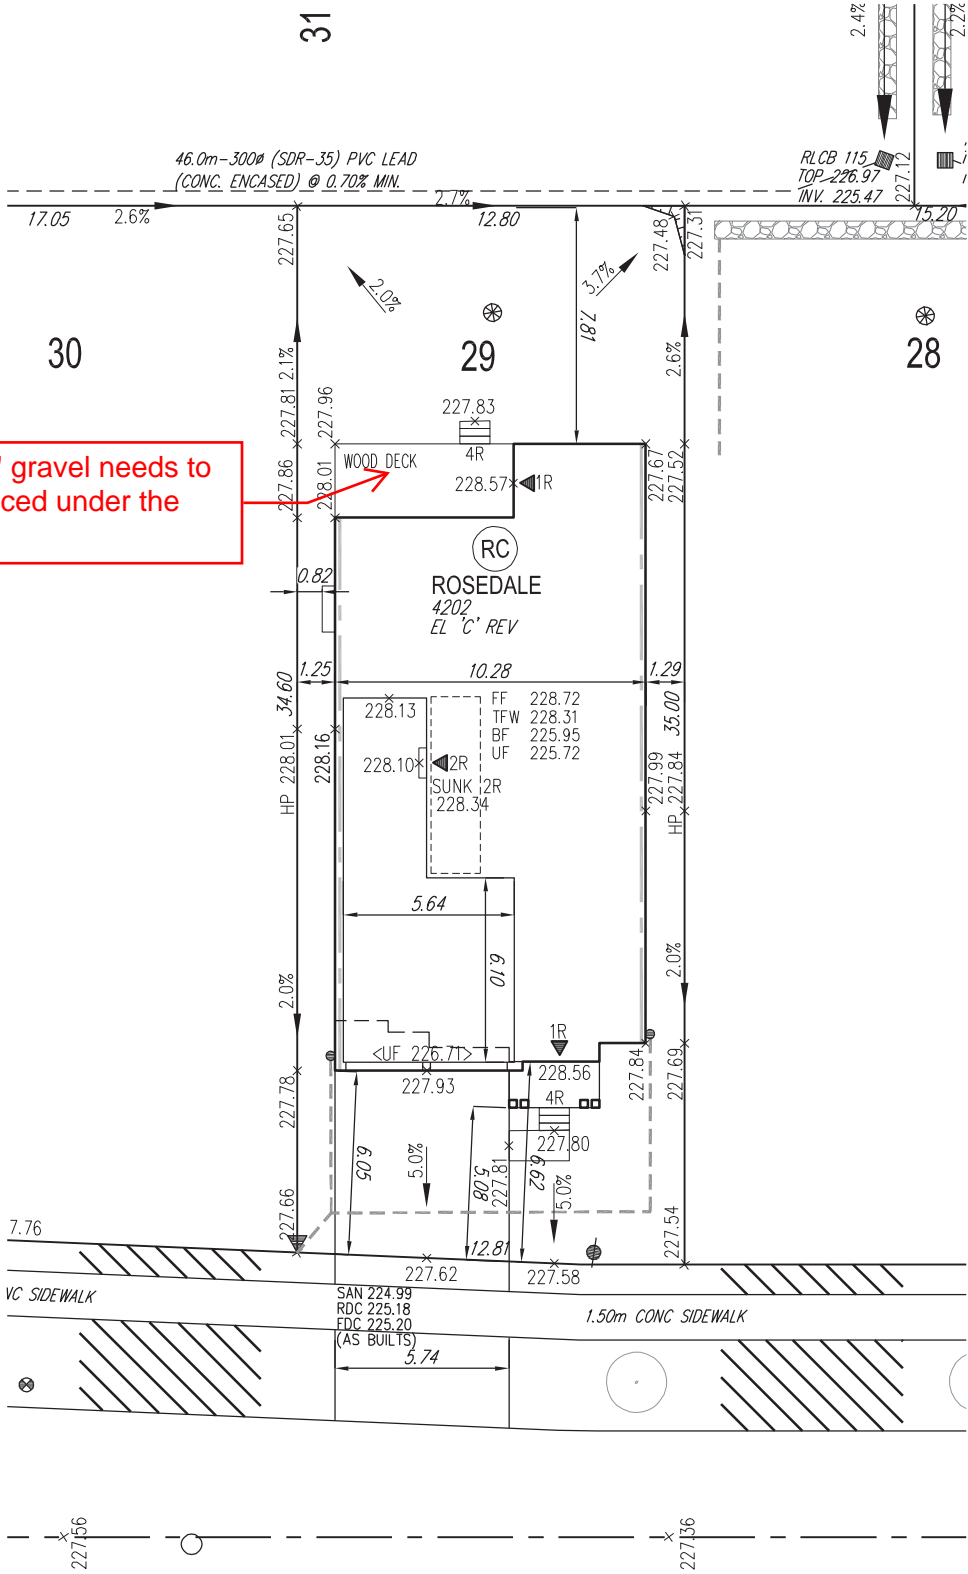 31
2.4%
2.2%
46.0m-300ø (SDR-35) PVC LEAD
(CONC. ENCASED) @ 0.70% MIN.
RLCB 115
TOP 226.97
INV. 225.47
227.12
17.05
2.6%
2.7%
12.80
15.20
227.65
227.48
227.31
2.0%
3.7%
7.81
30
29
28
2.1%
2.6%
227.81
227.96
227.83
4R
WOOD DECK
" gravel needs to
ced under the
227.86
228.01
228.57
1R
227.67
227.52
RC
ROSEDALE
4202
EL 'C' REV
0.82
1.25
10.28
1.29
34.60
35.00
FF 228.72
TFW 228.31
BF 225.95
UF 225.72
228.13
228.10
2R
SUNK 2R
228.34
HP 228.01
228.16
227.99
HP 227.84
5.64
6.10
2.0%
2.0%
<UF 226.71>
227.93
1R
228.56
4R
227.80
227.81
227.84
227.69
227.78
6.05
5.0%
5.08
6.62
5.0%
227.66
227.54
7.76
12.81
227.62
227.58
VC SIDEWALK
SAN 224.99
RDC 225.18
FDC 225.20
(AS BUILTS)
1.50m CONC SIDEWALK
5.74
227.56
227.36